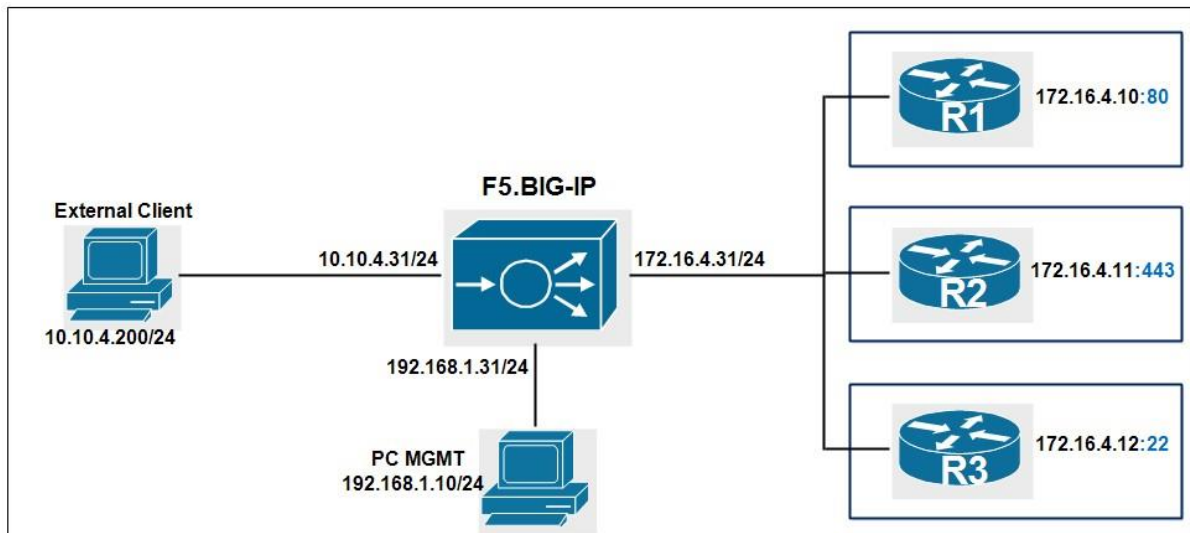 F5.BIG-IP
External Client
10.10.4.200/24
10.10.4.31/24
172.16.4.31/24
192.168.1.31/24
PC MGMT
192.168.1.10/24
R1
172.16.4.10:80
R2
172.16.4.11:443
R3
172.16.4.12:22